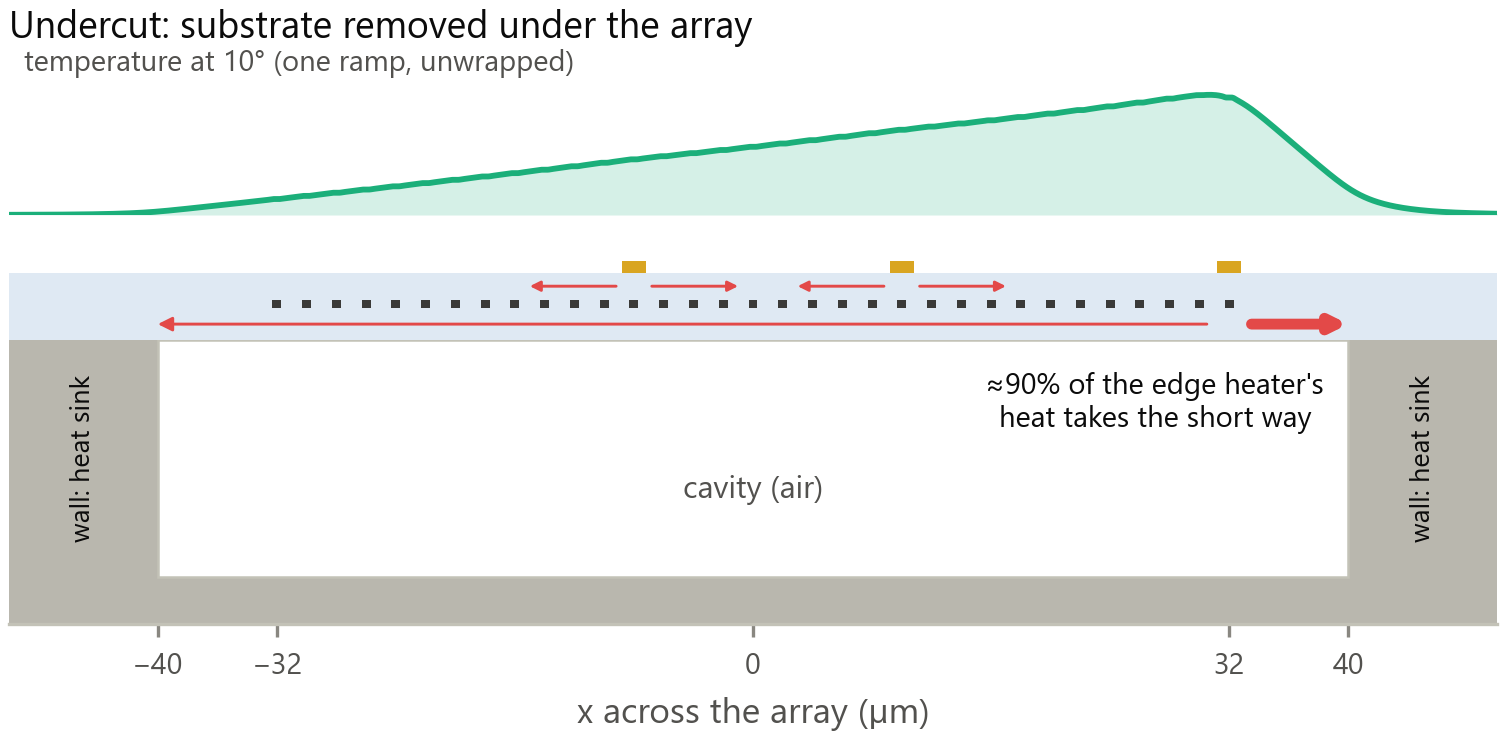 Undercut: substrate removed under the array
temperature at 10° (one ramp, unwrapped)
≈90% of the edge heater's
heat takes the short way
wall: heat sink
cavity (air)
wall: heat sink
−40
−32
0
32
40
x across the array (µm)